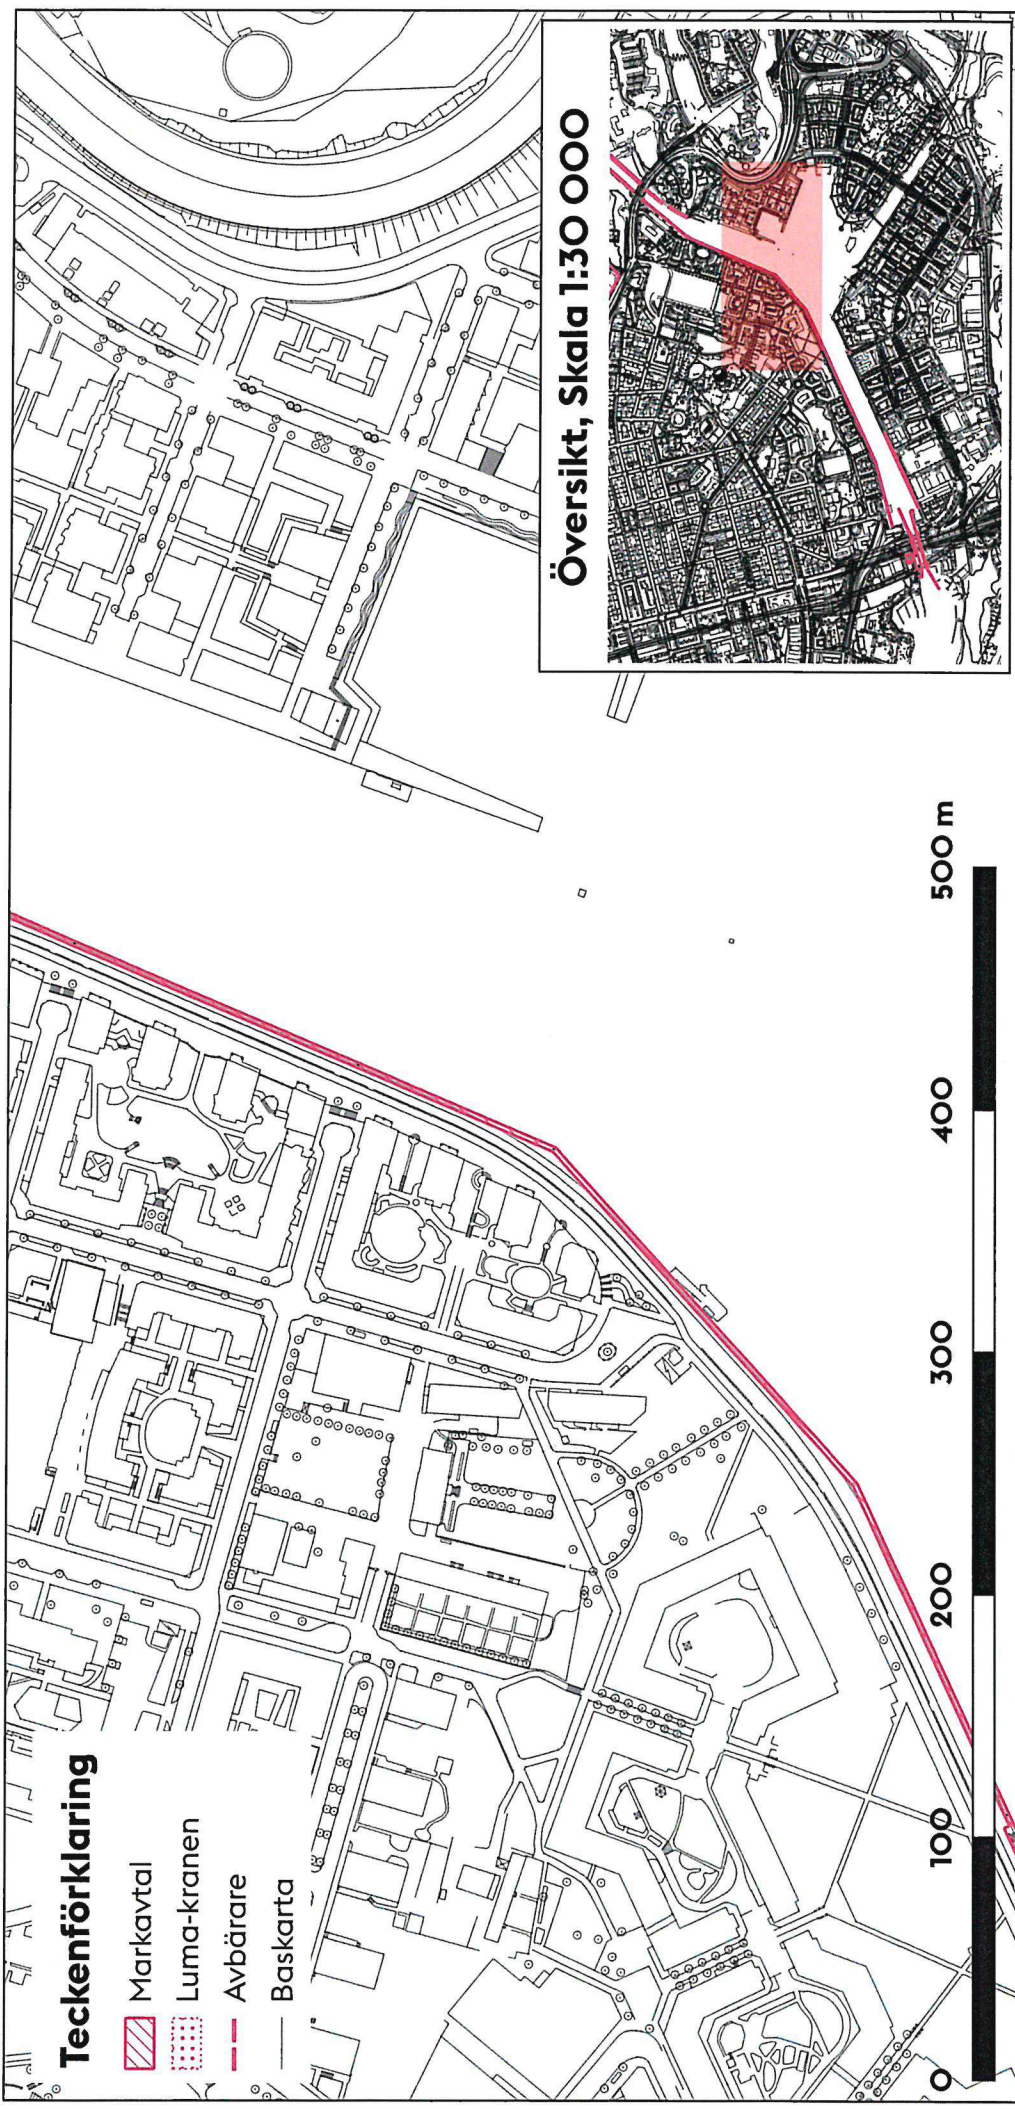 Teckenförklaring
Markavtal
Luma-kranen
Avbärare
Baskarta
0 100 200 300 400 500 m
Översikt, Skala 1:30 000